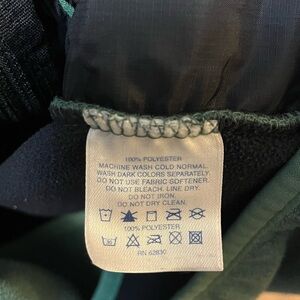 100% POLYESTER
MACHINE WASH COLD NORMAL.
WASH DARK COLORS SEPARATELY.
DO NOT USE FABRIC SOFTENER.
DO NOT BLEACH. LINE DRY.
DO NOT IRON.
DO NOT DRY CLEAN.
100% POLYESTER
RN 62830